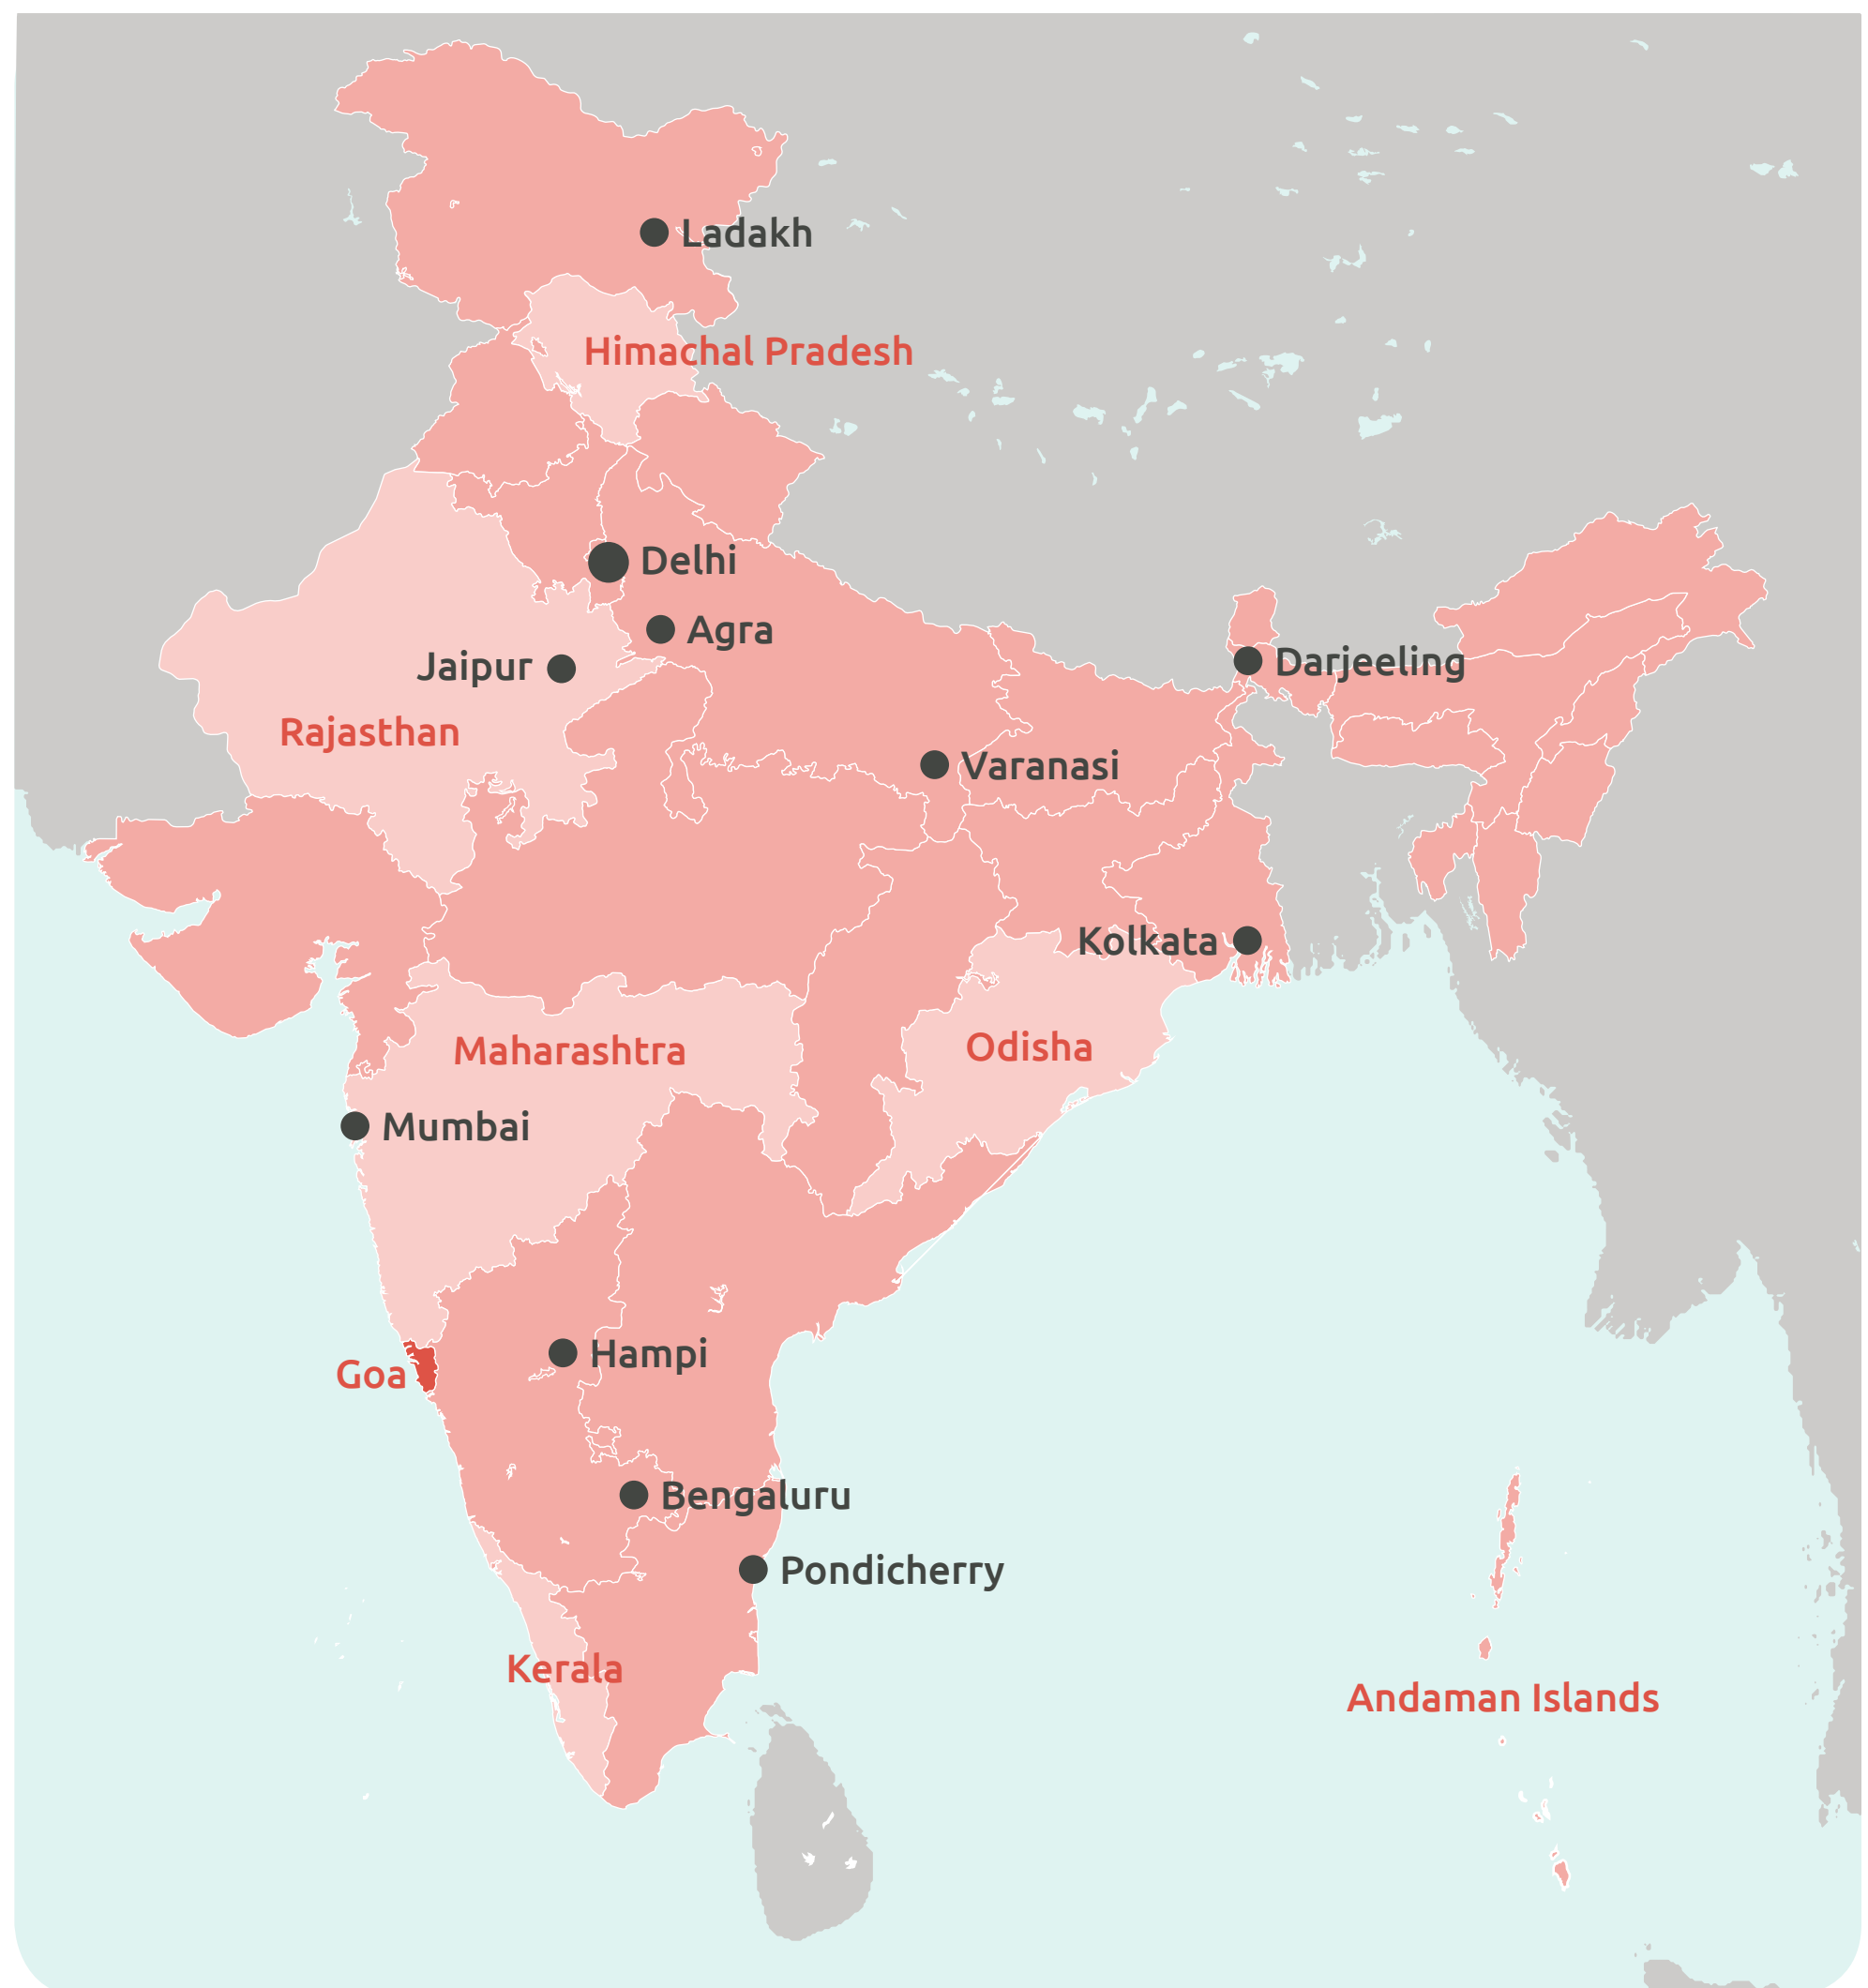 Ladakh
Himachal Pradesh
Delhi
Agra
Jaipur
Darjeeling
Rajasthan
Varanasi
Kolkata
Maharashtra
Odisha
Mumbai
Hampi
Goa
Bengaluru
Pondicherry
Kerala
Andaman Islands